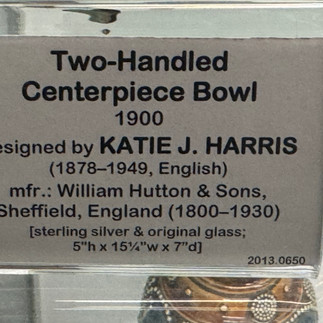 Two-Handled
Centerpiece Bowl
1900
esigned by KATIE J. HARRIS
(1878–1949, English)
mfr.: William Hutton & Sons,
Sheffield, England (1800–1930)
[sterling silver & original glass;
5"h x 15¼"w x 7"d]
2013.0650